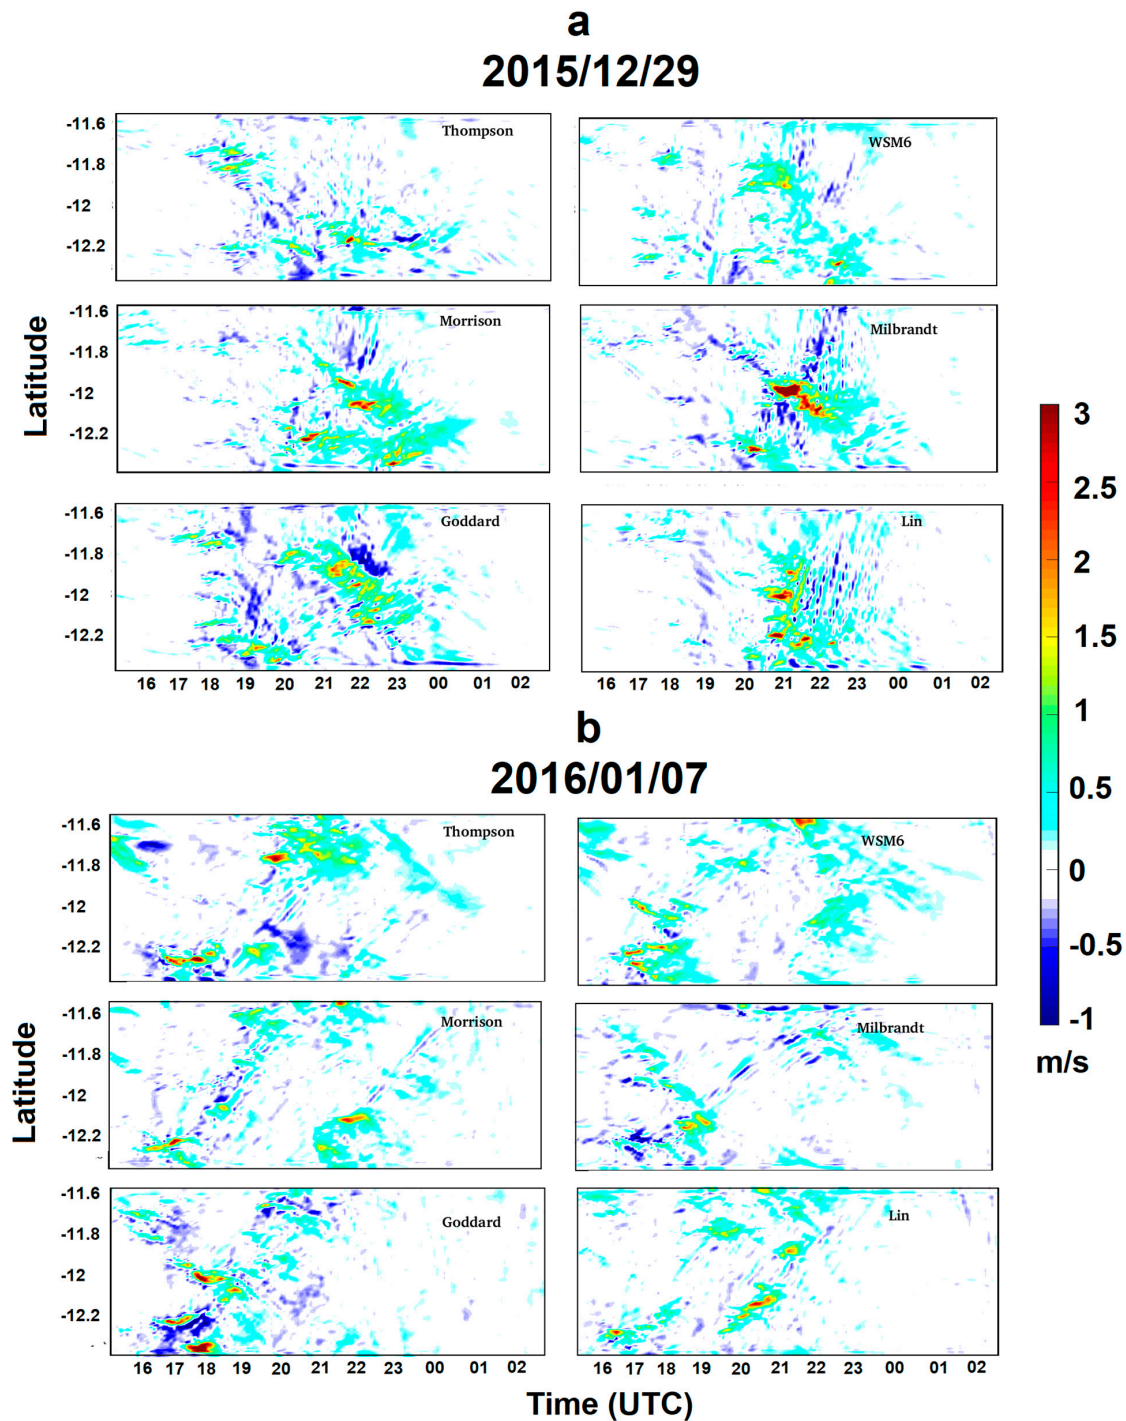 a
2015/12/29
Thompson
WSM6
-11.6
-11.8
-12
-12.2
Morrison
Milbrandt
-11.6
-11.8
-12
-12.2
Latitude
Goddard
Lin
-11.6
-11.8
-12
-12.2
16 17 18 19 20 21 22 23 00 01 02
16 17 18 19 20 21 22 23 00 01 02
b
2016/01/07
Thompson
WSM6
-11.6
-11.8
-12
-12.2
Morrison
Milbrandt
-11.6
-11.8
-12
-12.2
Latitude
Goddard
Lin
-11.6
-11.8
-12
-12.2
16 17 18 19 20 21 22 23 00 01 02
16 17 18 19 20 21 22 23 00 01 02
Time (UTC)
3
2.5
2
1.5
1
0.5
0
-0.5
-1
m/s